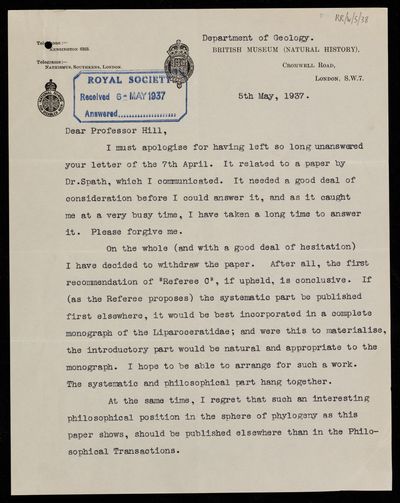 RR/6/5/38
Department of Geology.
BRITISH MUSEUM (NATURAL HISTORY),
CROMWELL ROAD,
LONDON, S.W.7.
KENSINGTON
Telegrams:—
SOUTHKENS, LONDON.
ROYAL SOCIETY
Received 6 - MAY 1937
Answered
5th May, 1937.
Dear Professor Hill,
I must apologise for having left so long unanswered
your letter of the 7th April. It related to a paper by
Dr.Spath, which I communicated. It needed a good deal of
consideration before I could answer it, and as it caught
me at a very busy time, I have taken a long time to answer
it. Please forgive me.
On the whole (and with a good deal of hesitation)
I have decided to withdraw the paper. After all, the first
recommendation of "Referee C", if upheld, is conclusive. If
(as the Referee proposes) the systematic part be published
first elsewhere, it would be best incorporated in a complete
monograph of the Liparoceratidae; and were this to materialise,
the introductory part would be natural and appropriate to the
monograph. I hope to be able to arrange for such a work.
The systematic and philosophical part hang together.
At the same time, I regret that such an interesting
philosophical position in the sphere of phylogeny as this
paper shows, should be published elsewhere than in the Philo-
sophical Transactions.